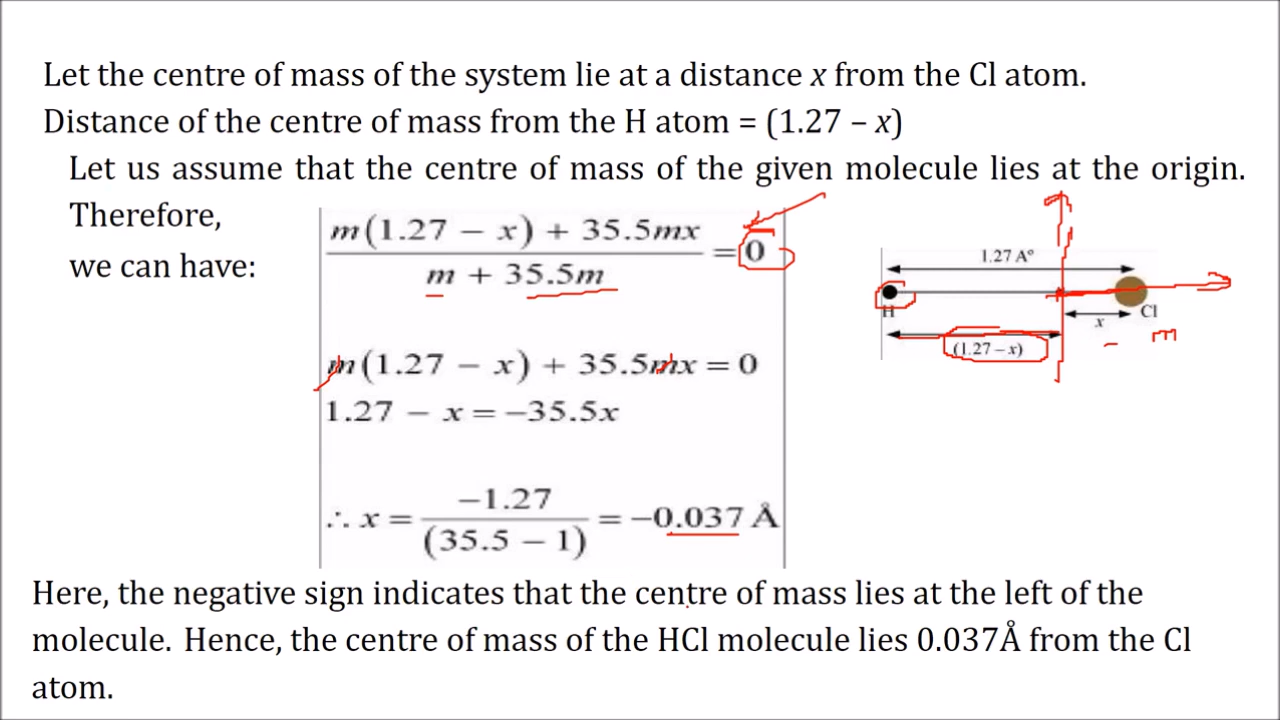 Let the centre of mass of the system lie at a distance x from the Cl atom.
Distance of the centre of mass from the H atom = (1.27 – x)
Let us assume that the centre of mass of the given molecule lies at the origin.
Therefore,
we can have:
m(1.27 − x) + 35.5mx
m + 35.5m
= 0
m(1.27 − x) + 35.5mx = 0
1.27 − x = −35.5x
∴ x = −1.27 / (35.5 − 1) = −0.037 Å
1.27 A°
H
Cl
x
(1.27 – x)
– m
Here, the negative sign indicates that the centre of mass lies at the left of the
molecule. Hence, the centre of mass of the HCl molecule lies 0.037Å from the Cl
atom.